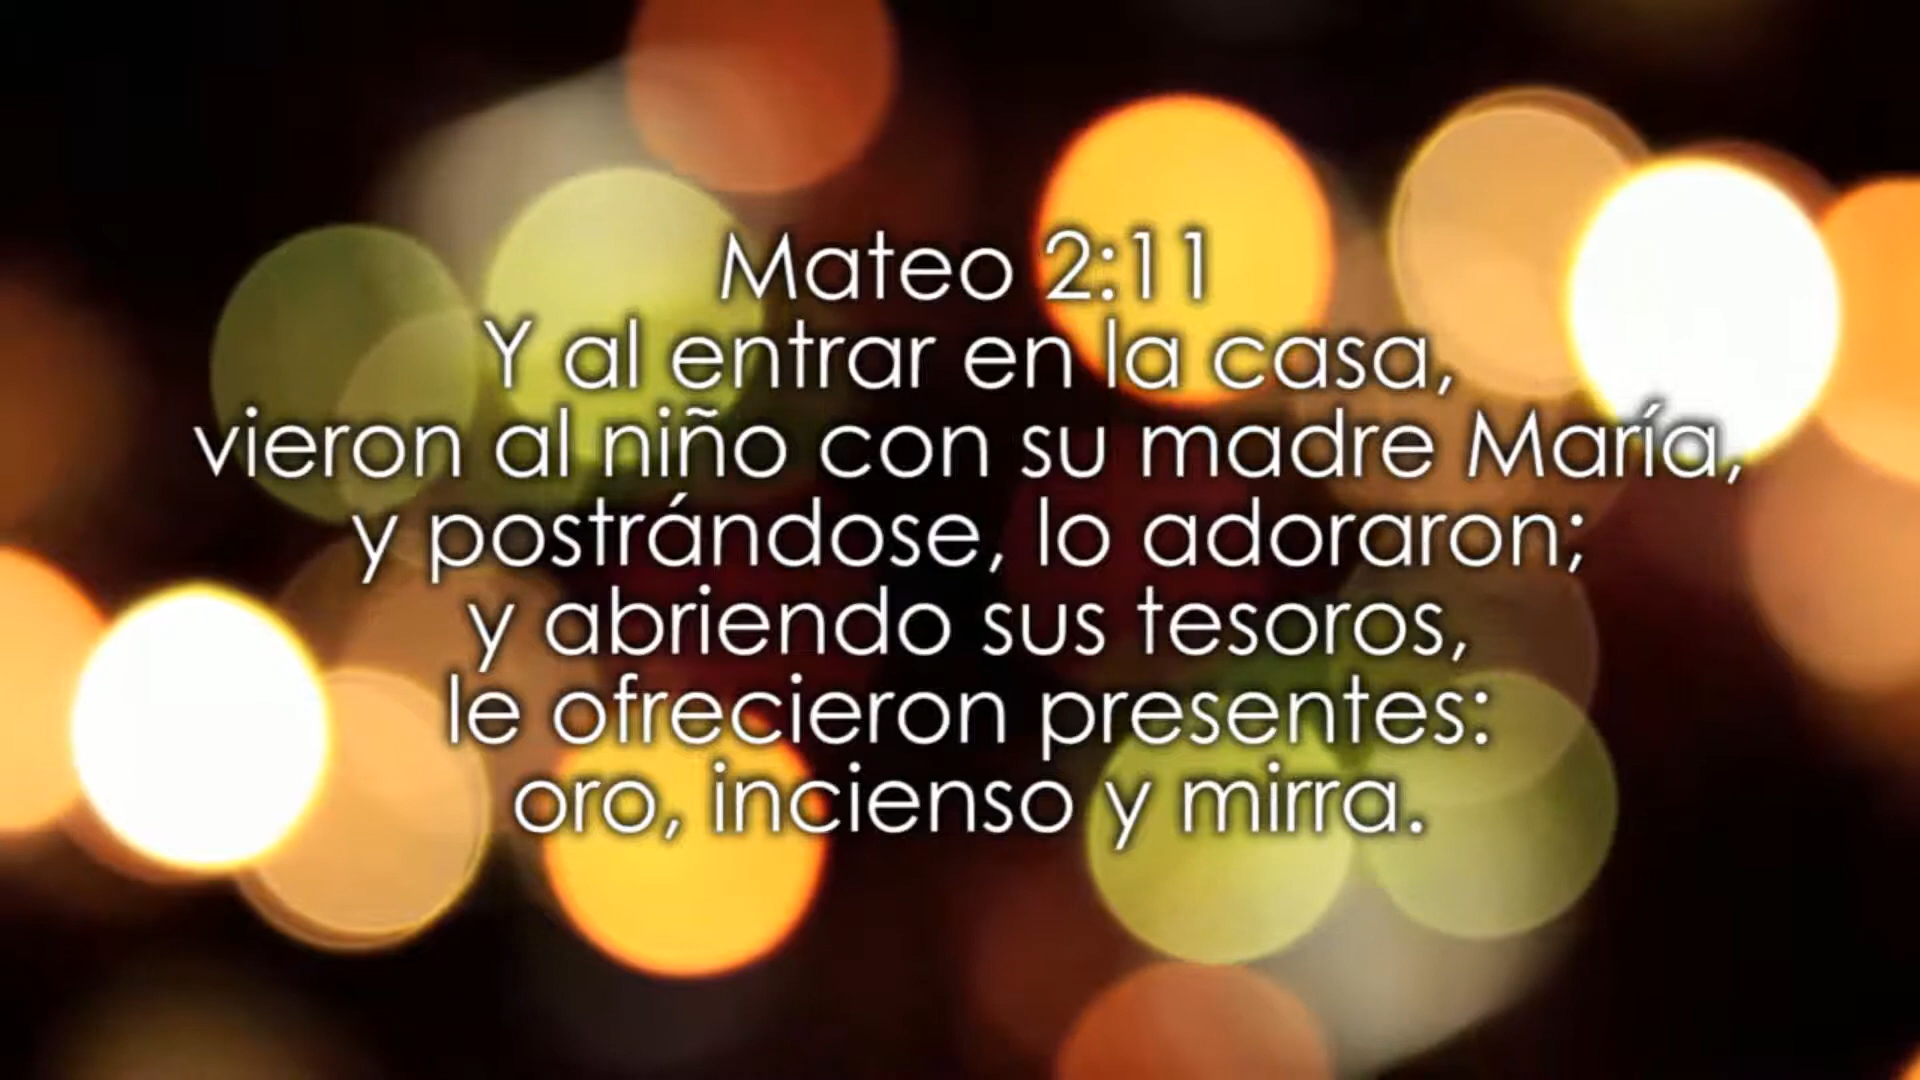 Mateo 2:11
Y al entrar en la casa,
vieron al niño con su madre María,
y postrándose, lo adoraron;
y abriendo sus tesoros,
le ofrecieron presentes:
oro, incienso y mirra.